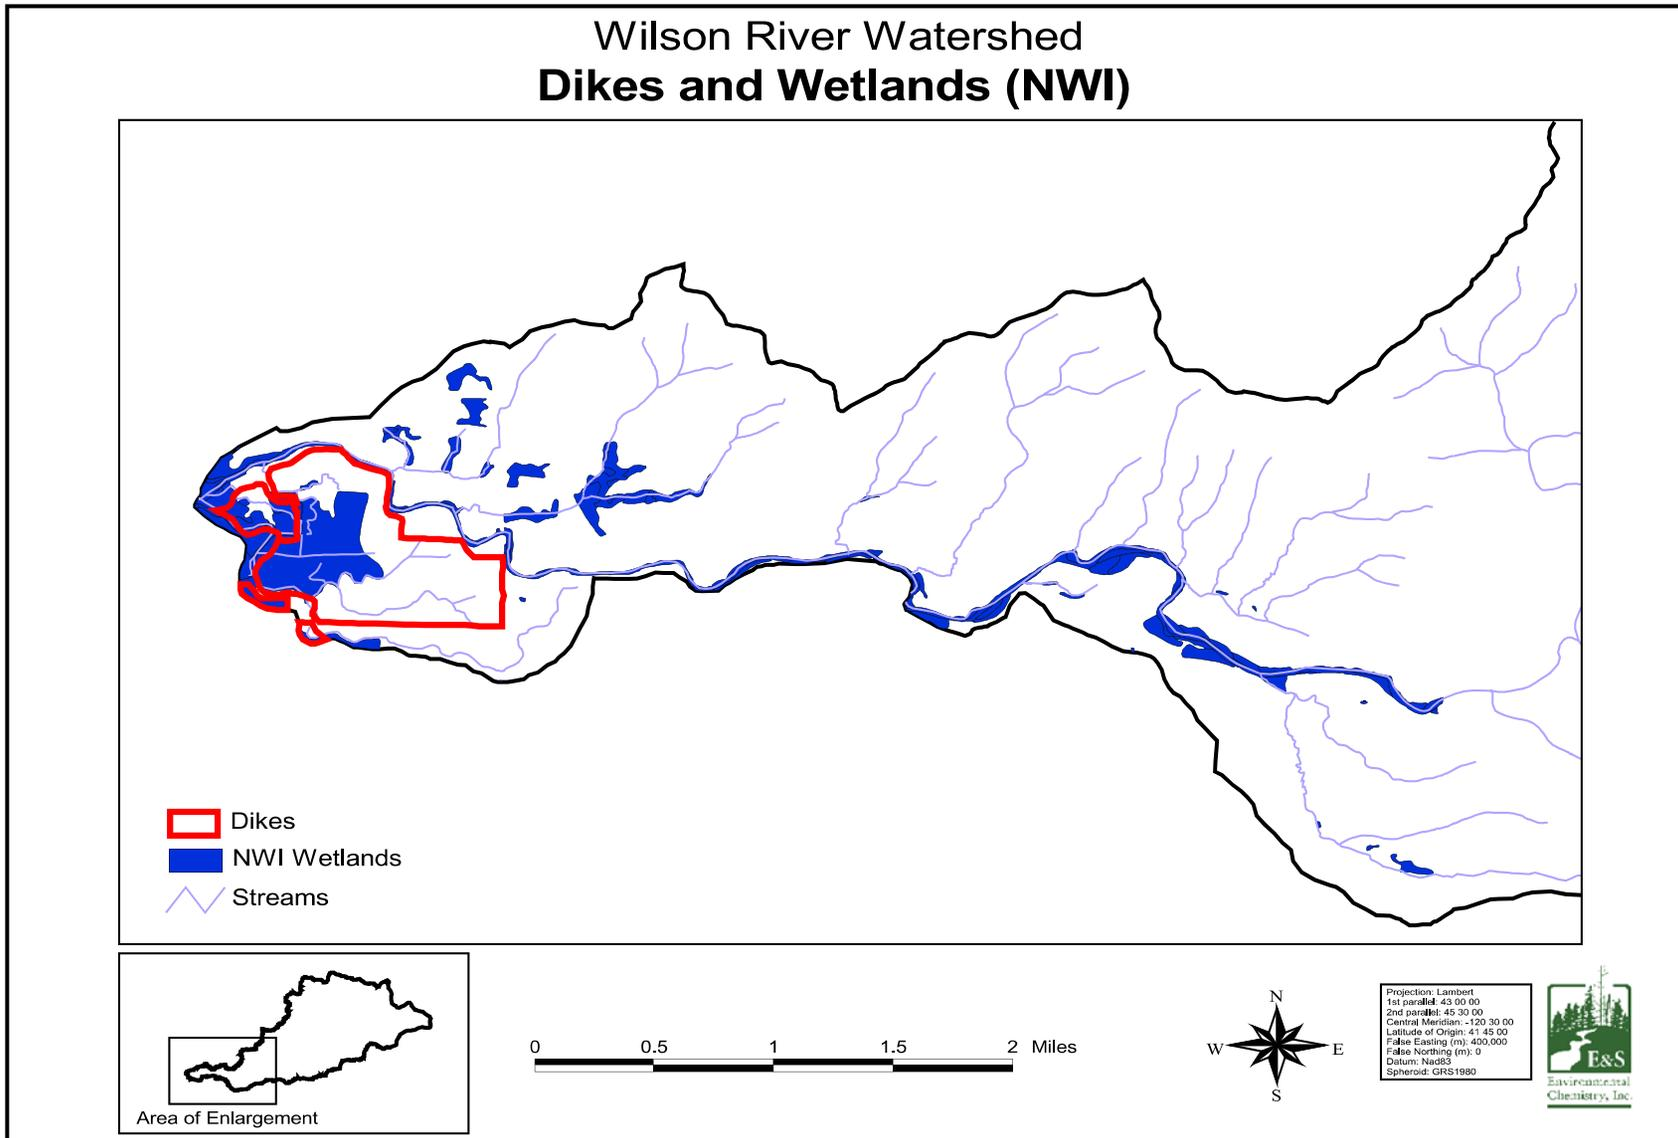 Wilson River Watershed
Dikes and Wetlands (NWI)
Dikes
NWI Wetlands
Streams
Area of Enlargement
0 0.5 1 1.5 2 Miles
N
W E
S
Projection: Lambert
1st parallel: 43 00 00
2nd parallel: 45 30 00
Central Meridian: -120 30 00
Latitude of Origin: 41 45 00
False Easting (m): 400,000
False Northing (m): 0
Datum: Nad83
Spheroid: GRS1980
E&S
Environmental
Chemistry, Inc.